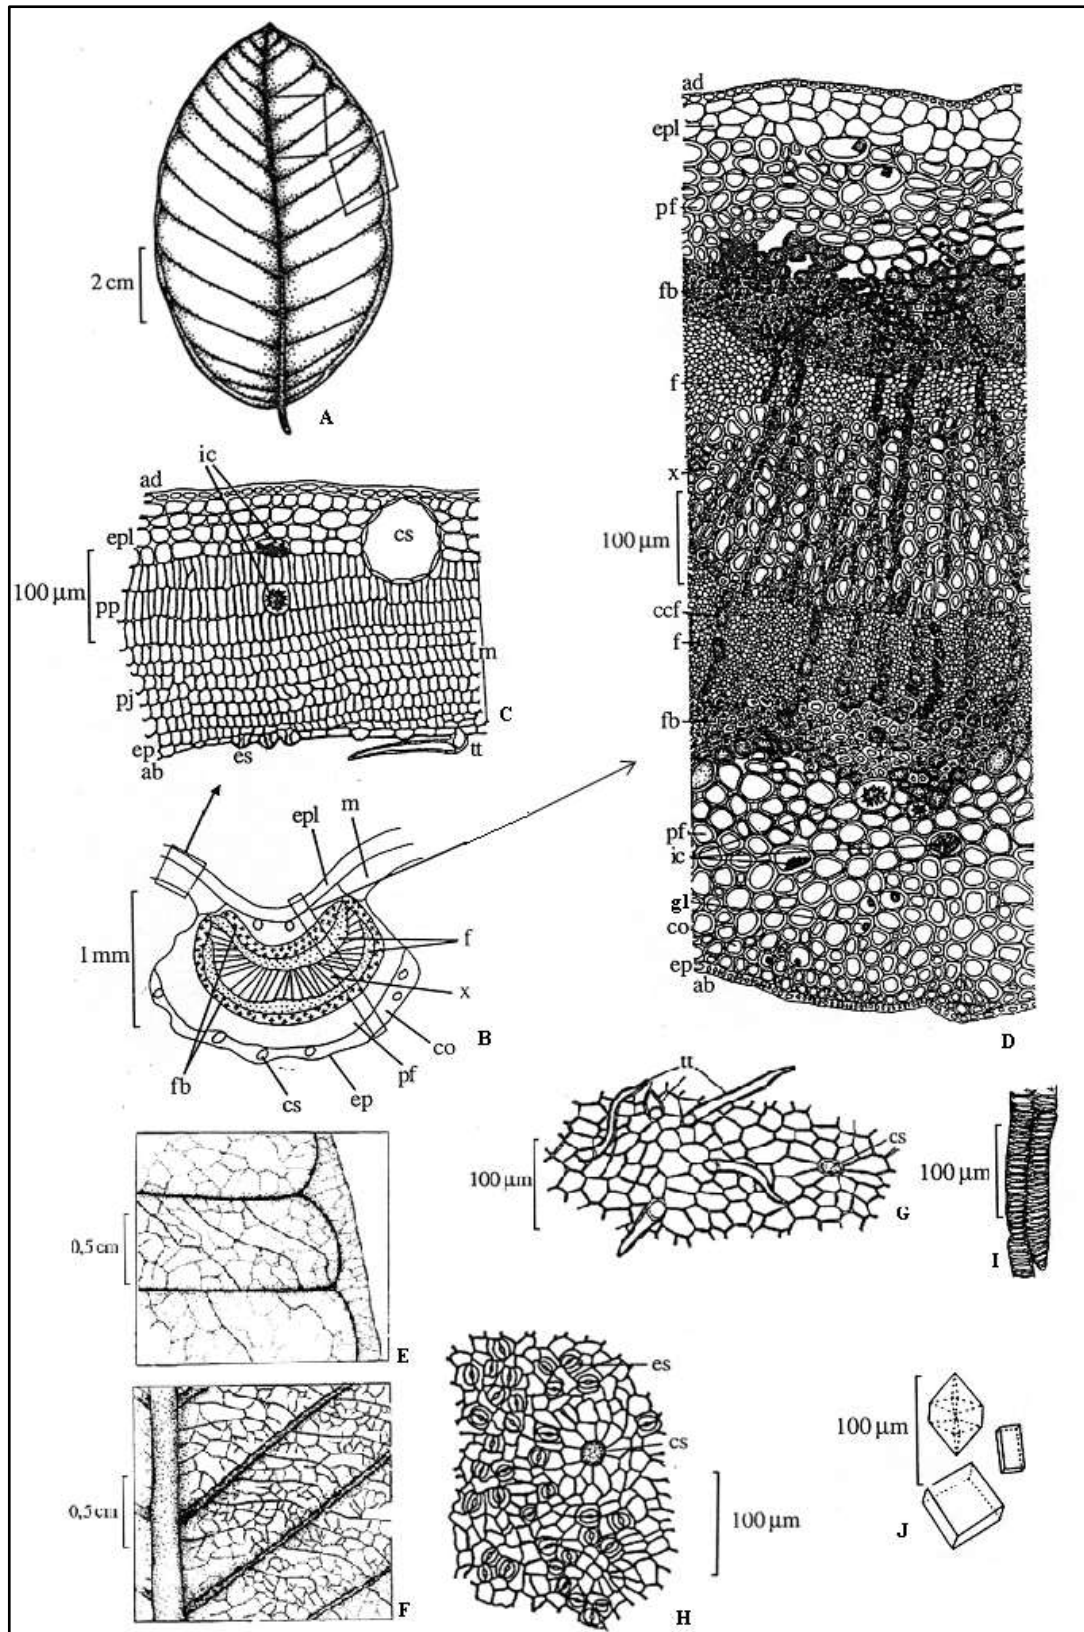 2 cm
A
ad
epl
pf
fb
f
x
100 µm
ccf
f
fb
pf
ic
gl
co
ep
ab
D
ic
ad
epl
cs
100 µm
pp
m
pj
C
ep
ab
es
tt
epl
m
1 mm
f
x
B
co
pf
fb
cs
ep
0,5 cm
E
tt
cs
100 µm
G
100 µm
I
0,5 cm
F
es
cs
100 µm
H
100 µm
J